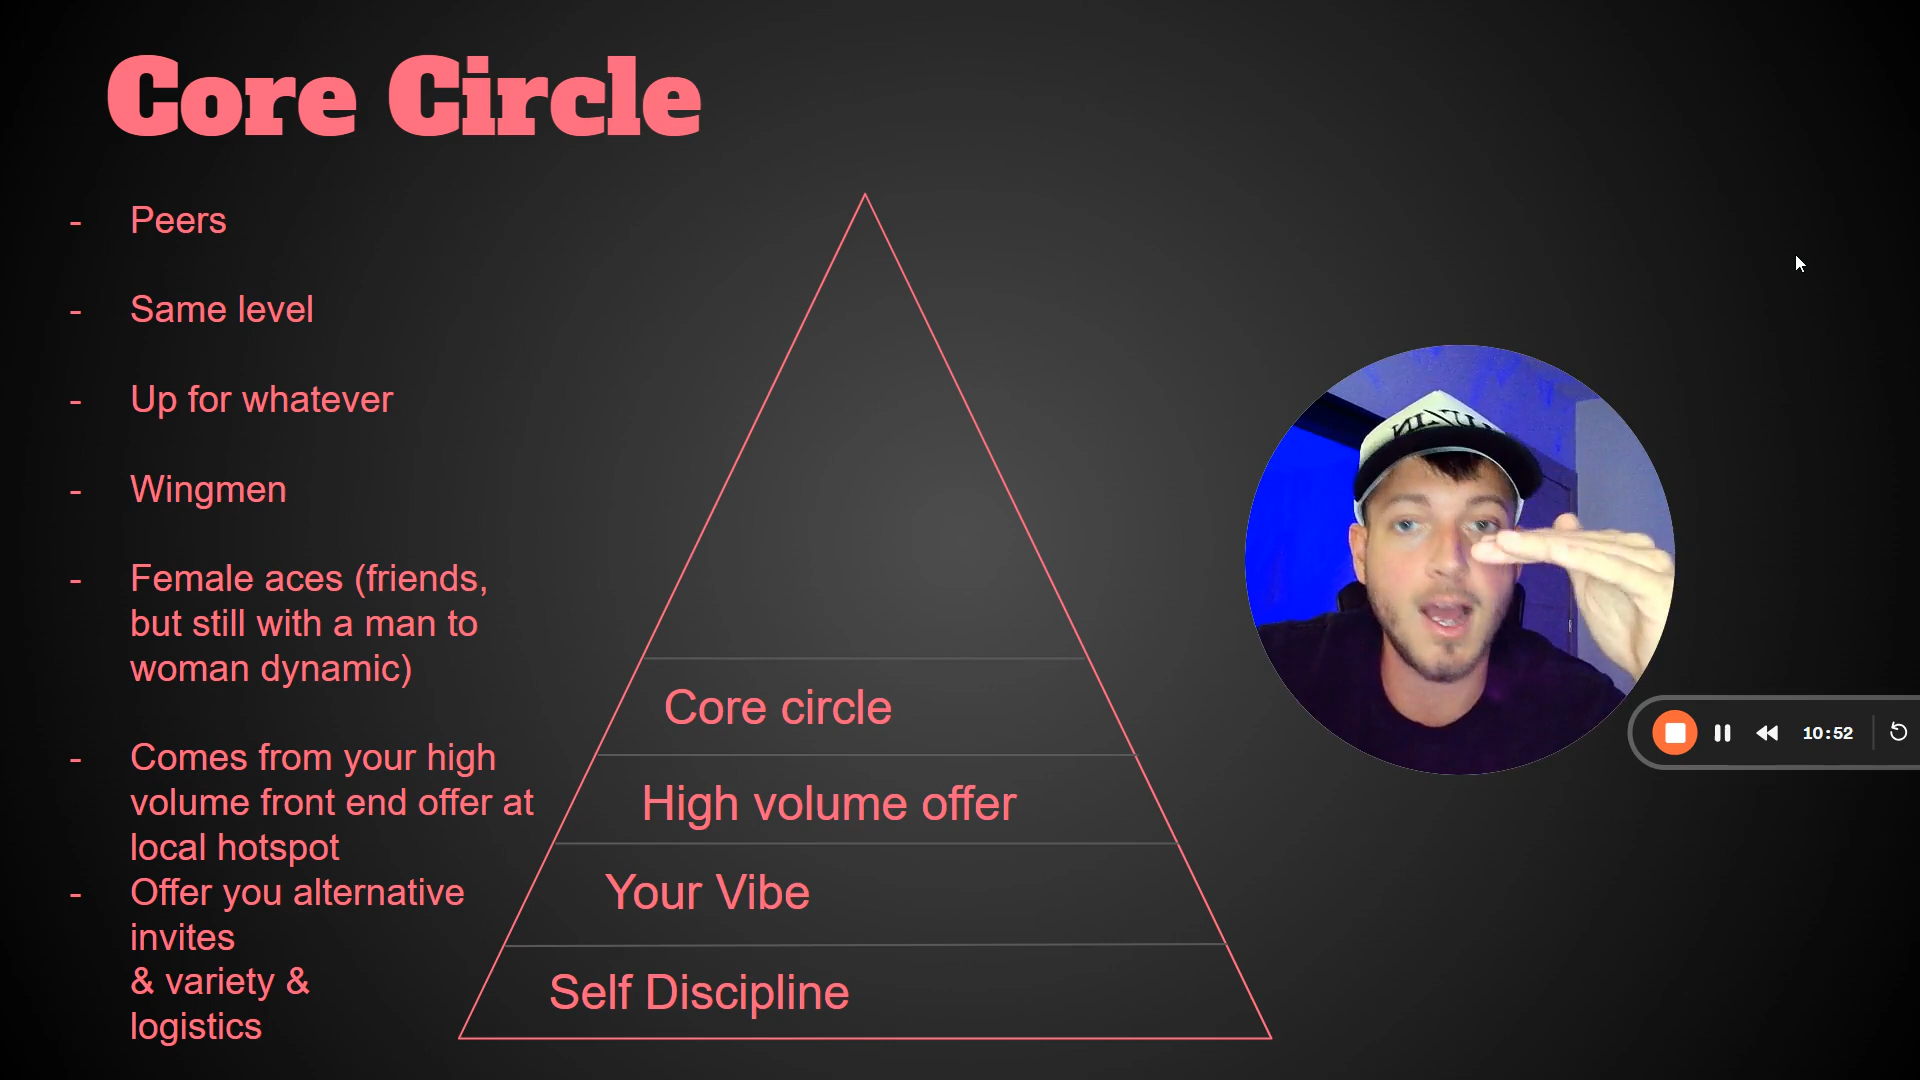 Core Circle
- Peers
- Same level
- Up for whatever
- Wingmen
- Female aces (friends,
but still with a man to
woman dynamic)
- Comes from your high
volume front end offer at
local hotspot
- Offer you alternative
invites
& variety &
logistics
Core circle
High volume offer
Your Vibe
Self Discipline
10:52